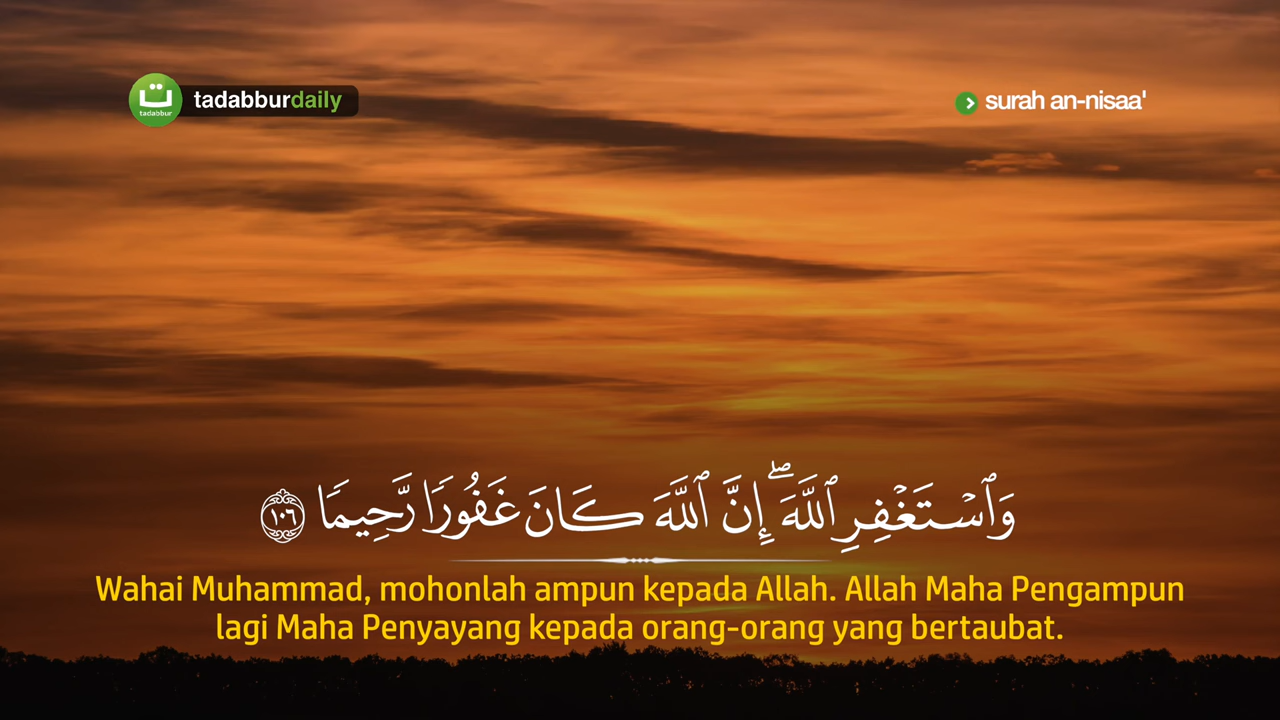 ت
tadabbur
tadabburdaily
surah an-nisaa'
وَٱسْتَغْفِرِ ٱللَّهَ ۖ إِنَّ ٱللَّهَ كَانَ غَفُورًا رَّحِيمًا ١٠٦
Wahai Muhammad, mohonlah ampun kepada Allah. Allah Maha Pengampun
lagi Maha Penyayang kepada orang-orang yang bertaubat.